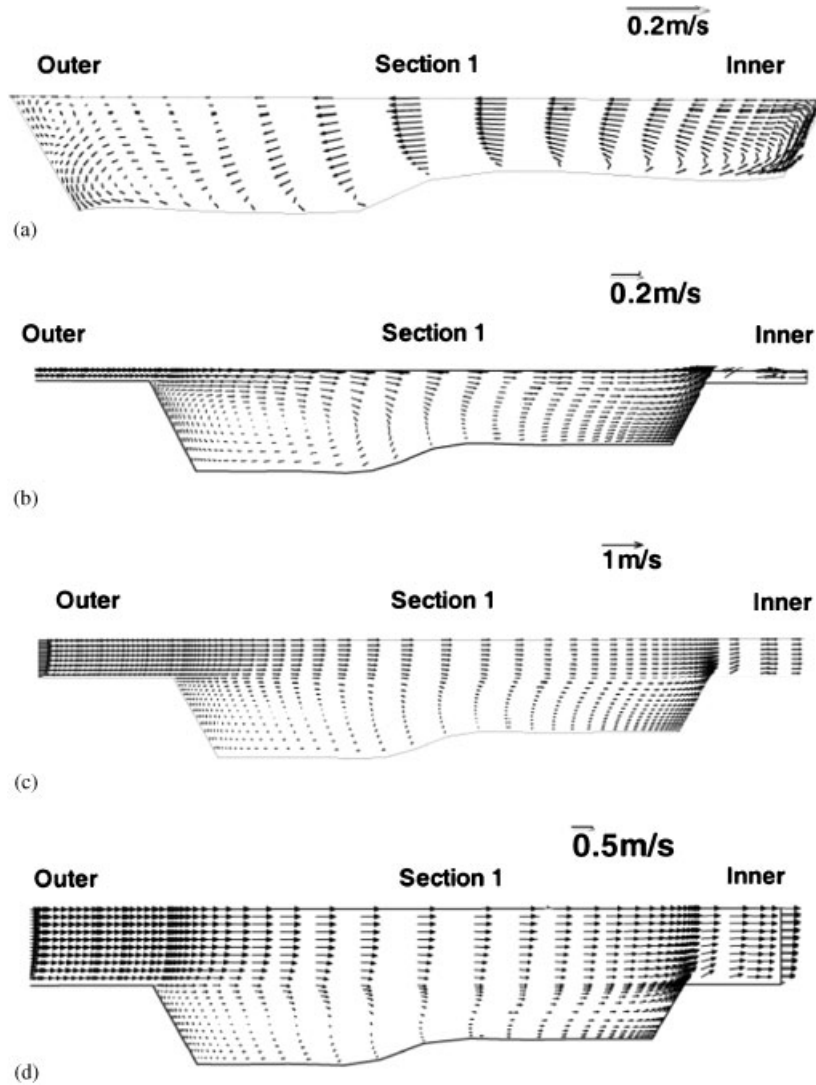 0.2m/s
Outer Section 1 Inner
(a)
0.2m/s
Outer Section 1 Inner
(b)
1m/s
Outer Section 1 Inner
(c)
0.5m/s
Outer Section 1 Inner
(d)